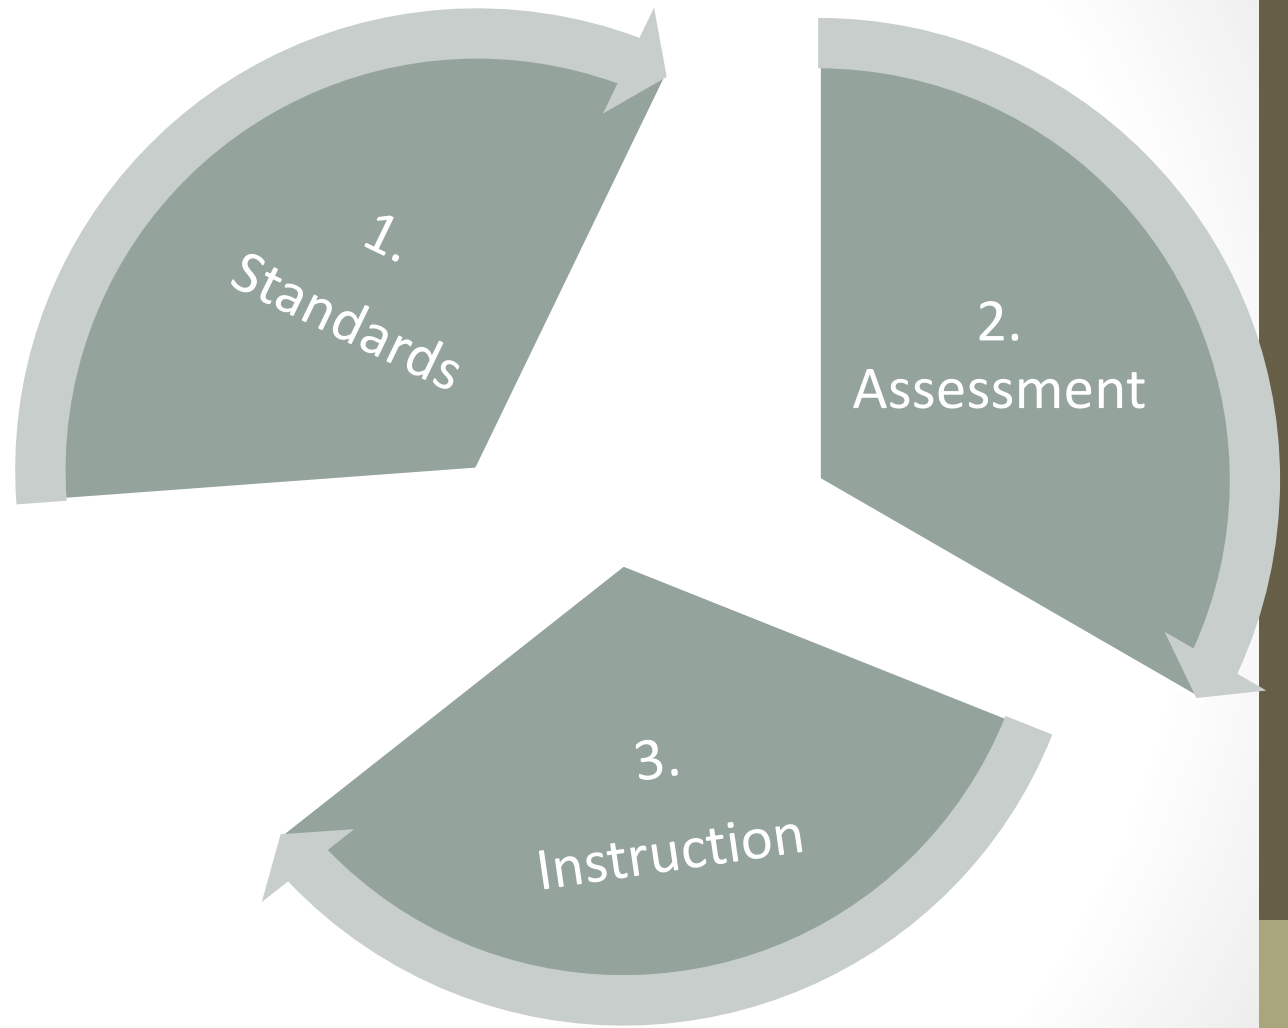 1.
Standards
2.
Assessment
3.
Instruction